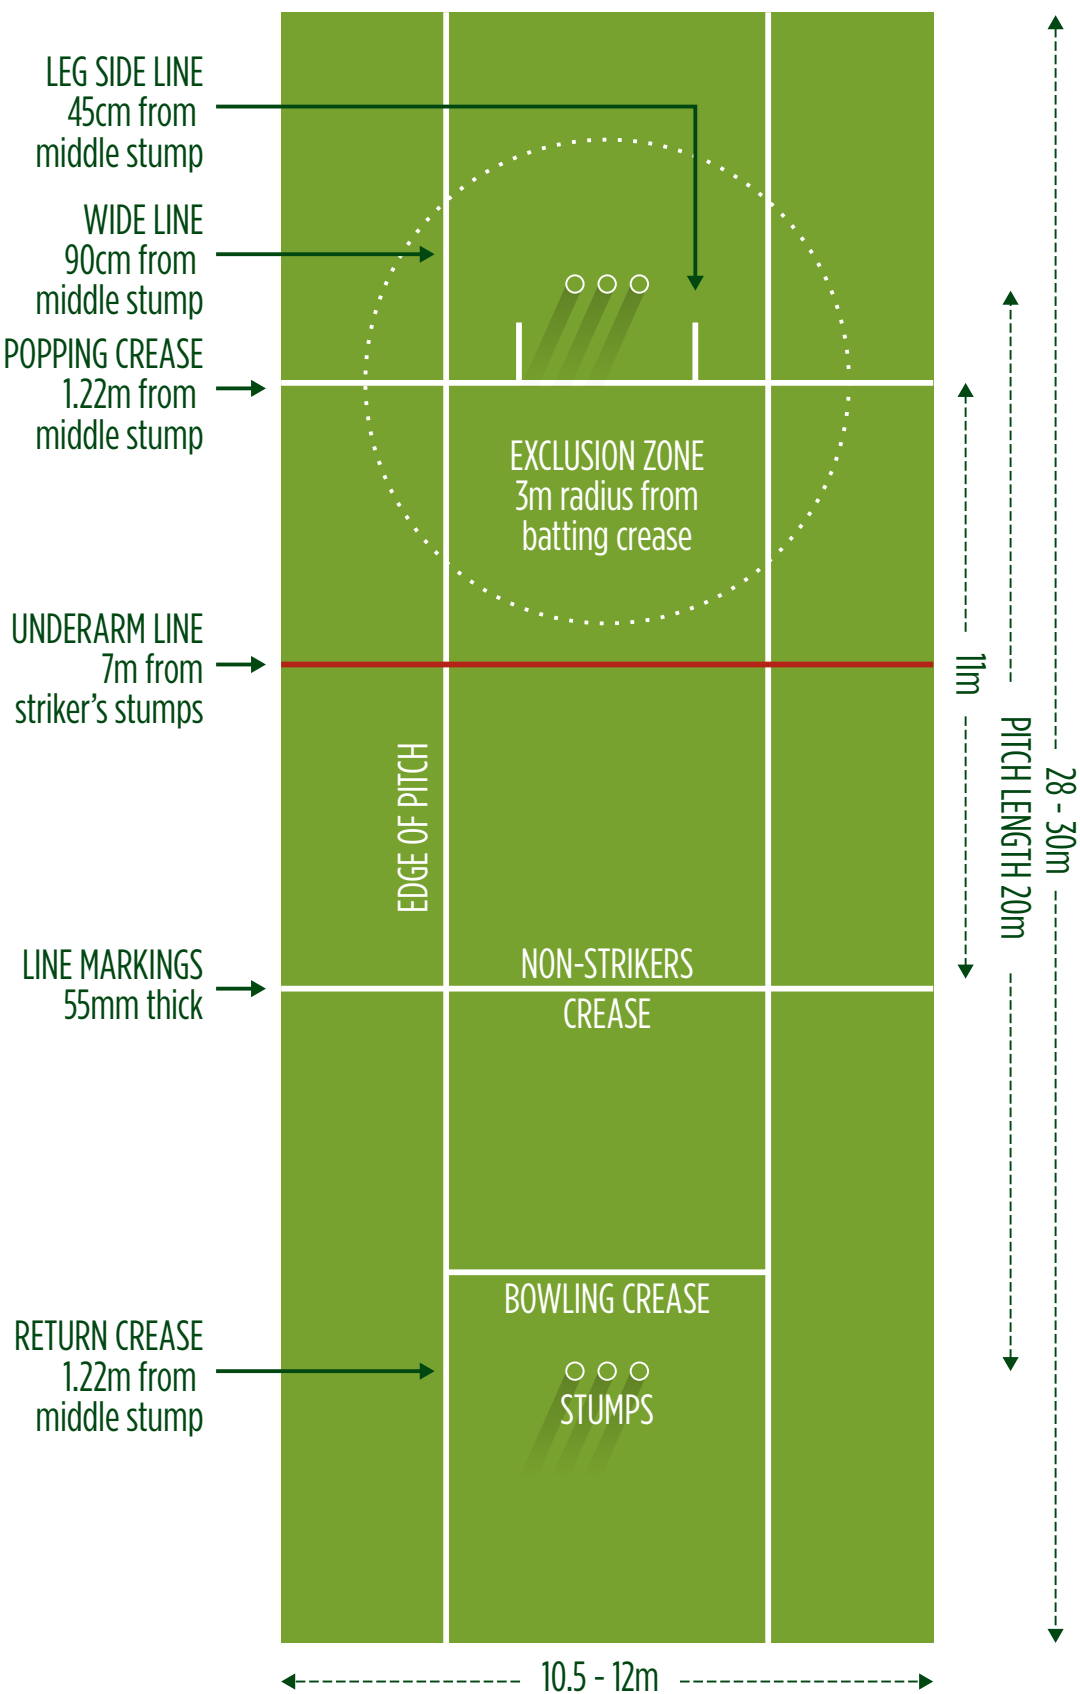 LEG SIDE LINE
45cm from
middle stump
WIDE LINE
90cm from
middle stump
POPPING CREASE
1.22m from
middle stump
EXCLUSION ZONE
3m radius from
batting crease
UNDERARM LINE
7m from
striker’s stumps
11m
PITCH LENGTH 20m
28 - 30m
EDGE OF PITCH
LINE MARKINGS
55mm thick
NON-STRIKERS
CREASE
BOWLING CREASE
RETURN CREASE
1.22m from
middle stump
STUMPS
10.5 - 12m